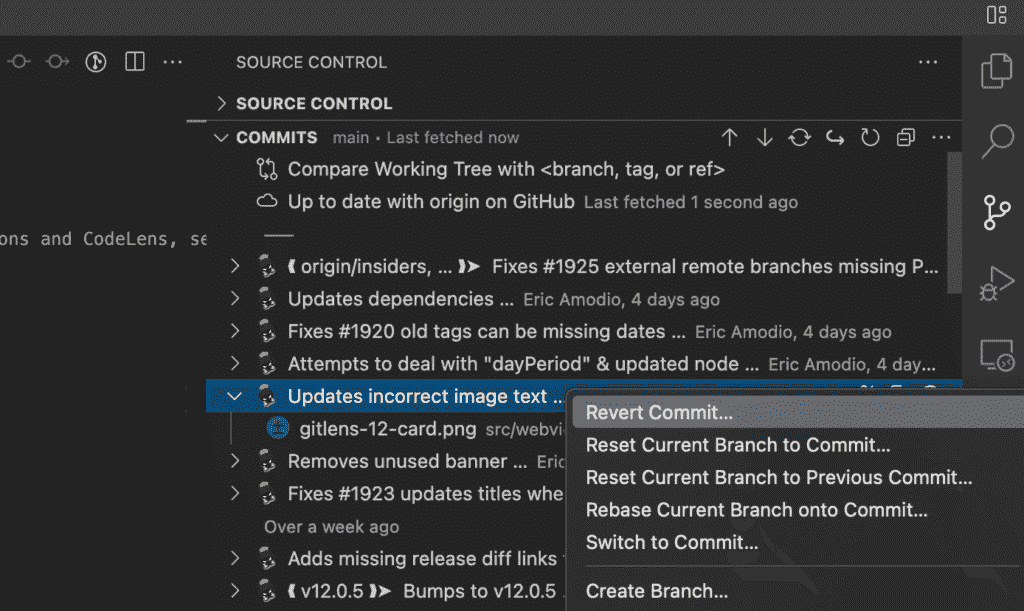 SOURCE CONTROL
SOURCE CONTROL
COMMITS main • Last fetched now
Compare Working Tree with <branch, tag, or ref>
Up to date with origin on GitHub Last fetched 1 second ago
ons and CodeLens, se
⟪ origin/insiders, ... ⟫➤ Fixes #1925 external remote branches missing P...
Updates dependencies ... Eric Amodio, 4 days ago
Fixes #1920 old tags can be missing dates ... Eric Amodio, 4 days ago
Attempts to deal with "dayPeriod" & updated node ... Eric Amodio, 4 day...
Updates incorrect image text ...
Revert Commit...
gitlens-12-card.png src/webvi
Reset Current Branch to Commit...
Removes unused banner ... Eric
Reset Current Branch to Previous Commit...
Fixes #1923 updates titles whe
Rebase Current Branch onto Commit...
Over a week ago
Switch to Commit...
Adds missing release diff links
⟪ v12.0.5 ⟫➤ Bumps to v12.0.5
Create Branch...